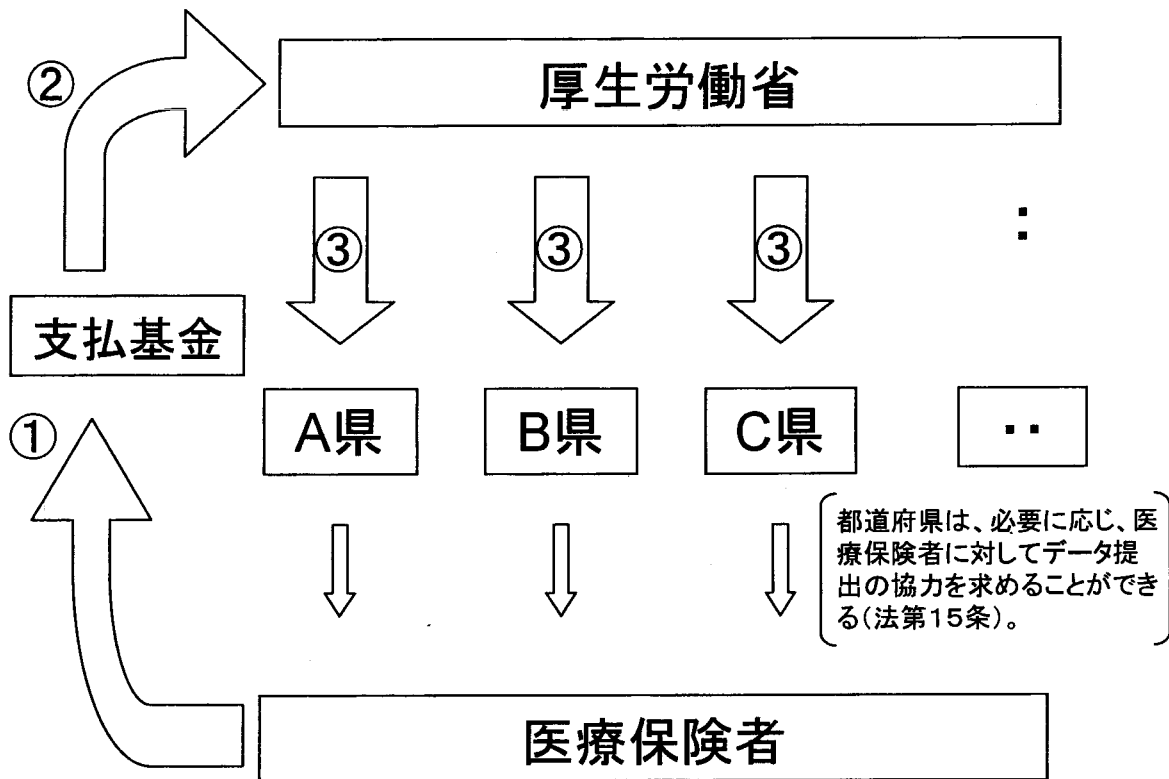 ②
厚生労働省
③
③
③
:
支払基金
①
A県
B県
C県
‥
都道府県は、必要に応じ、医
療保険者に対してデータ提
出の協力を求めることができ
る(法第15条)。
医療保険者